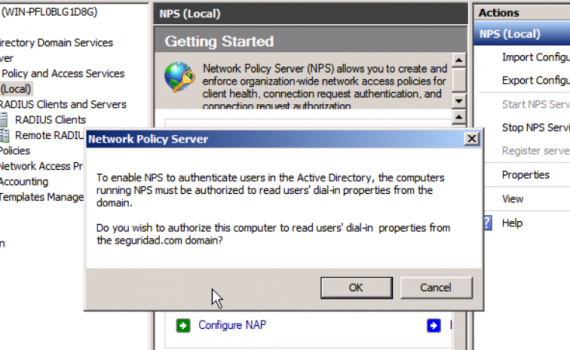 (WIN-PFL0BLG1D8G)
NPS (Local)
Actions
Getting Started
NPS (Local)
irectory Domain Services
ver
Policy and Access Services
(Local)
RADIUS Clients and Servers
RADIUS Clients
Remote RADIU
Policies
Network Access Pr
Accounting
Templates Manage
n
Network Policy Server (NPS) allows you to create and
enforce organization-wide network access policies for
client health, connection request authentication, and
connection request authorization.
Import Configu
Export Configu
Start NPS Serv
Stop NPS Servi
Register serve
Properties
View
Help
Network Policy Server
To enable NPS to authenticate users in the Active Directory, the computers
running NPS must be authorized to read users' dial-in properties from the
domain.
Do you wish to authorize this computer to read users' dial-in properties from
the seguridad.com domain?
OK
Cancel
Configure NAP